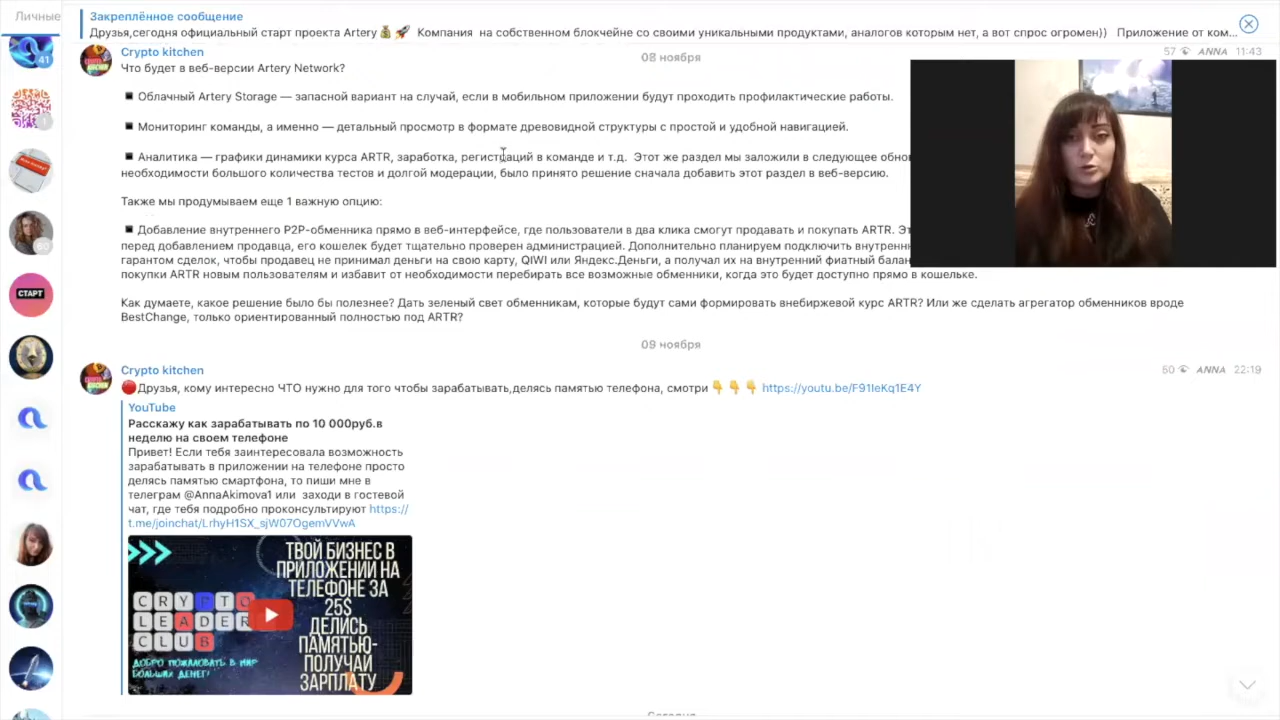 Личные
Закреплённое сообщение
Друзья,сегодня официальный старт проекта Artery💰🚀 Компания на собственном блокчейне со своими уникальными продуктами, аналогов которым нет, а вот спрос огромен)) Приложение от ком...
41
Crypto kitchen
08 ноября
57 ANNA 11:43
Что будет в веб-версии Artery Network?
◾ Облачный Artery Storage — запасной вариант на случай, если в мобильном приложении будут проходить профилактические работы.
◾ Мониторинг команды, а именно — детальный просмотр в формате древовидной структуры с простой и удобной навигацией.
◾ Аналитика — графики динамики курса ARTR, заработка, регистраций в команде и т.д. Этот же раздел мы заложили в следующее обно
необходимости большого количества тестов и долгой модерации, было принято решение сначала добавить этот раздел в веб-версию.
Также мы продумываем еще 1 важную опцию:
◾ Добавление внутреннего P2P-обменника прямо в веб-интерфейсе, где пользователи в два клика смогут продавать и покупать ARTR. Эт
перед добавлением продавца, его кошелек будет тщательно проверен администрацией. Дополнительно планируем подключить внутренн
гарантом сделок, чтобы продавец не принимал деньги на свою карту, QIWI или Яндекс.Деньги, а получал их на внутренний фиатный балан
покупки ARTR новым пользователям и избавит от необходимости перебирать все возможные обменники, когда это будет доступно прямо в кошельке.
Как думаете, какое решение было бы полезнее? Дать зеленый свет обменникам, которые будут сами формировать внебиржевой курс ARTR? Или же сделать агрегатор обменников вроде
BestChange, только ориентированный полностью под ARTR?
СТАРТ
09 ноября
Crypto kitchen
50 ANNA 22:19
🔴Друзья, кому интересно ЧТО нужно для того чтобы зарабатывать,делясь памятью телефона, смотри 👇👇👇 https://youtu.be/F91IeKq1E4Y
YouTube
Расскажу как зарабатывать по 10 000руб.в
неделю на своем телефоне
Привет! Если тебя заинтересовала возможность
зарабатывать в приложении на телефоне просто
делясь памятью смартфона, то пиши мне в
телеграм @AnnaAkimova1 или заходи в гостевой
чат, где тебя подробно проконсультируют https://
t.me/joinchat/LrhyH1SX_sjW07OgemVVwA
CRYPTO
LEADER
CLUB
ДОБРО ПОЖАЛОВАТЬ В МИР
БОЛЬШИХ ДЕНЕГ!
ТВОЙ БИЗНЕС В
ПРИЛОЖЕНИИ НА
ТЕЛЕФОНЕ ЗА
25$
ДЕЛИСЬ
ПАМЯТЬЮ-
ПОЛУЧАЙ
ЗАРПЛАТУ
Сегодня